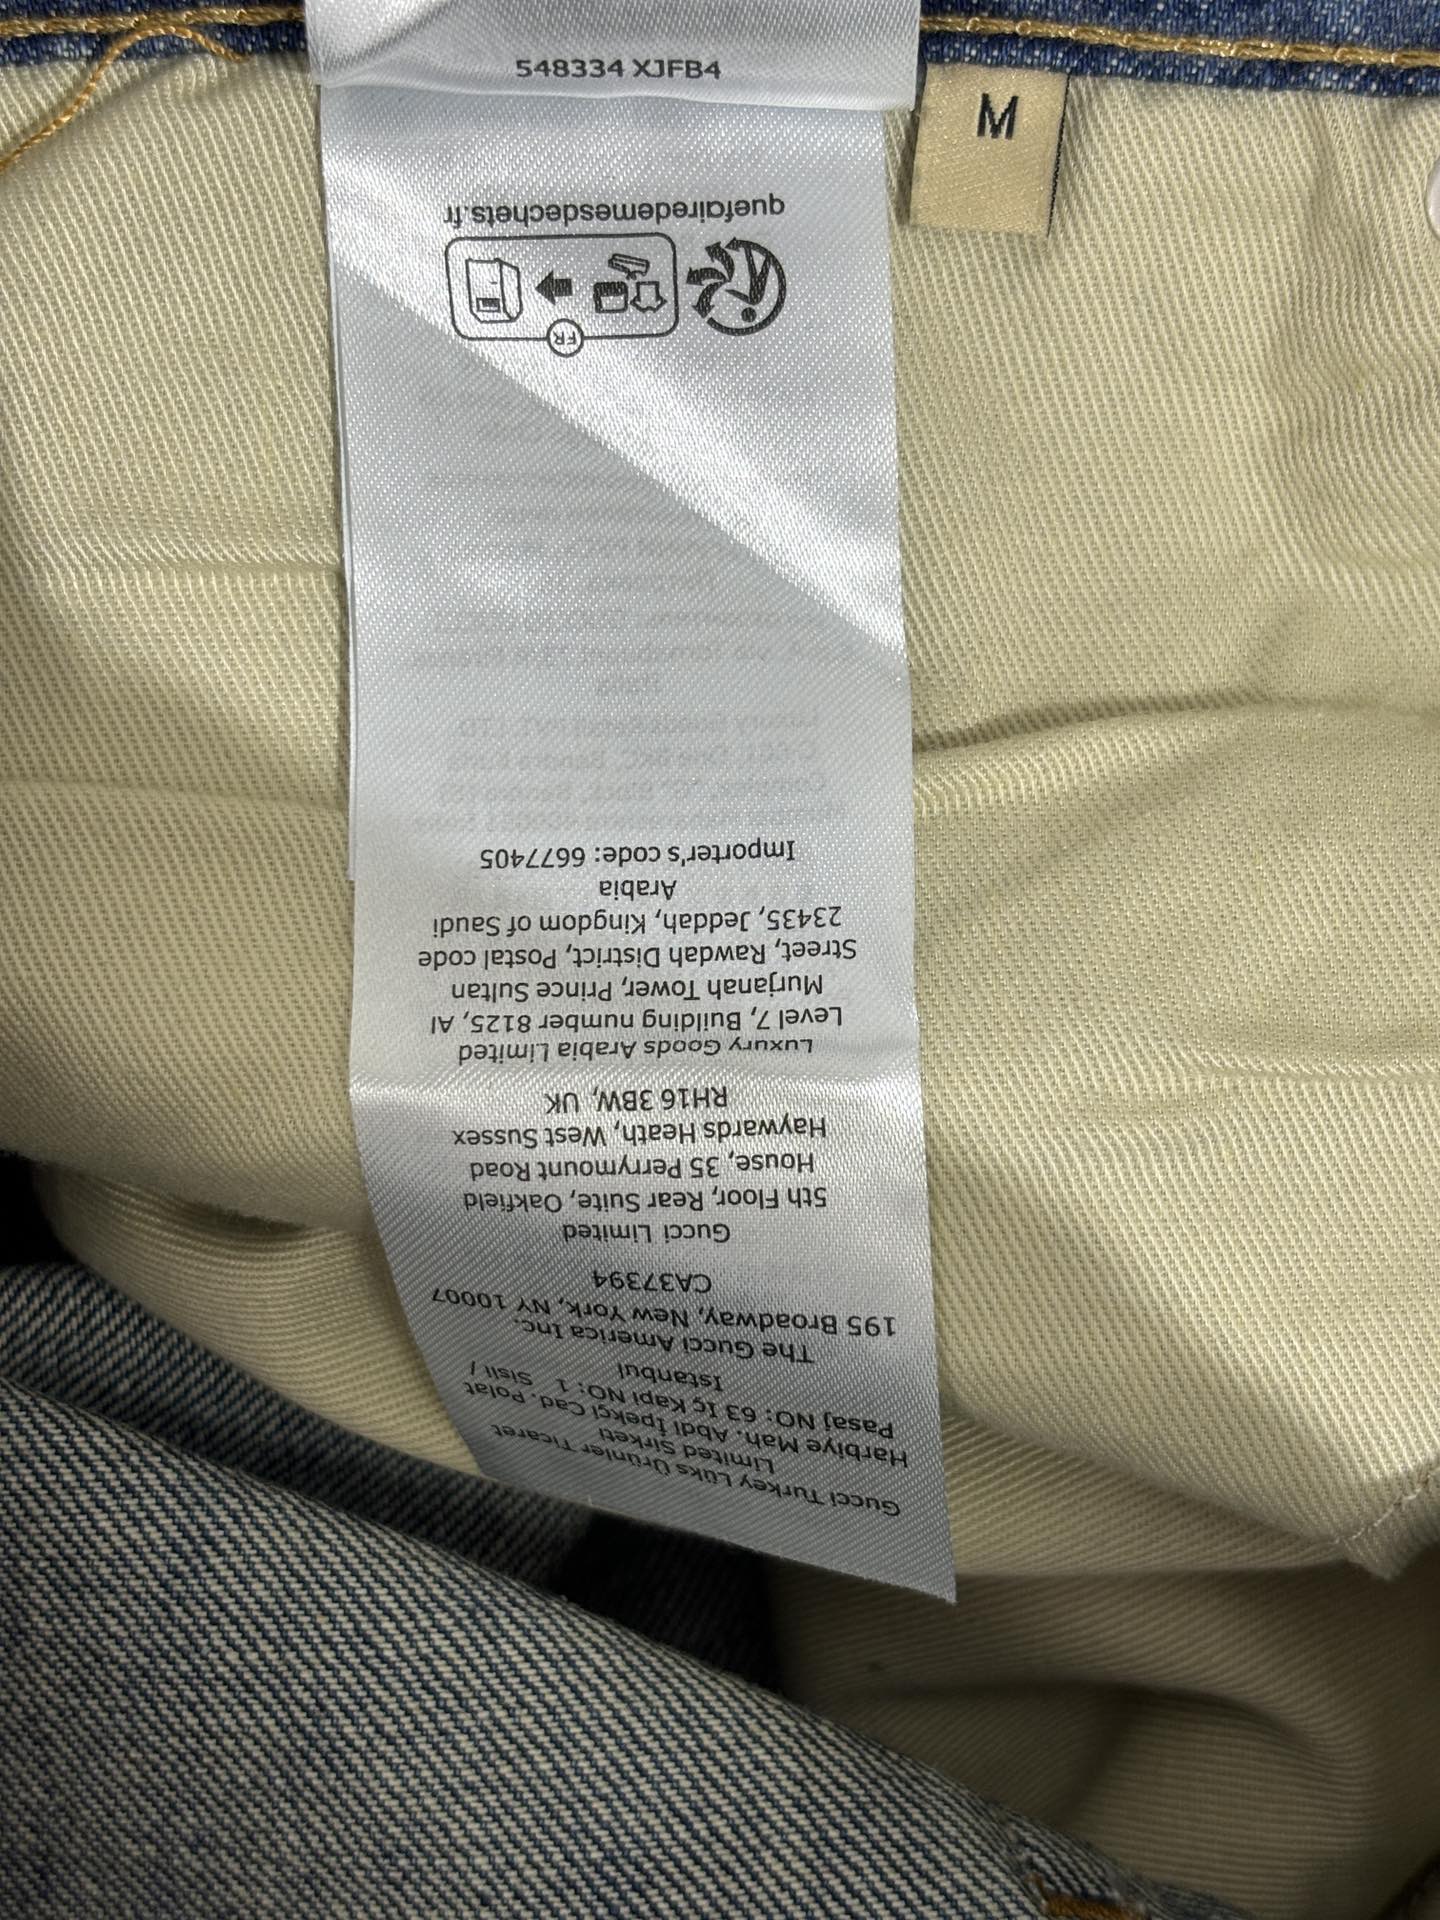 548334 XJFB4
M
Gucci Turkey Lüks Ürünler Ticaret
Limited Sirketi
Harbiye Mah. Abdi İpekçi Cad. Polat
Pasaj NO: 63 Iç Kapi NO: 1 Sisli /
Istanbul
The Gucci America Inc.
195 Broadway, New York, NY 10007
CA37394
Gucci Limited
5th Floor, Rear Suite, Oakfield
House, 35 Perrymount Road
Haywards Heath, West Sussex
RH16 3BW, UK
Luxury Goods Arabia Limited
Level 7, Building number 8125, Al
Murjanah Tower, Prince Sultan
Street, Rawdah District, Postal code
23435, Jeddah, Kingdom of Saudi
Arabia
Importer's code: 6677405
FR
quefairedemesdechets.fr